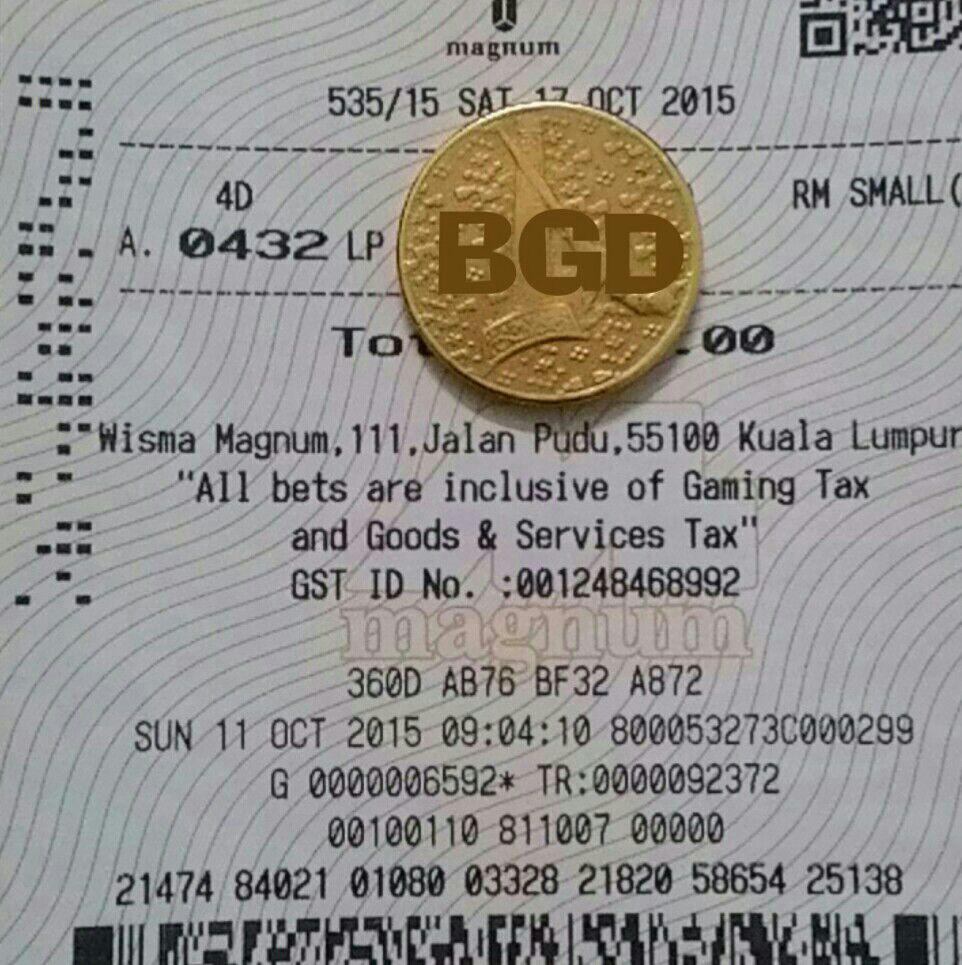 magnum
535/15 SAT 17 OCT 2015
4D RM SMALL(
A. 0432 LP
BGD
.00
Wisma Magnum,111,Jalan Pudu,55100 Kuala Lumpur
"All bets are inclusive of Gaming Tax
and Goods & Services Tax"
GST ID No. :001248468992
magnum
360D AB76 BF32 A872
SUN 11 OCT 2015 09:04:10 800053273C000299
G 0000006592* TR:0000092372
00100110 811007 00000
21474 84021 01080 03328 21820 58654 25138